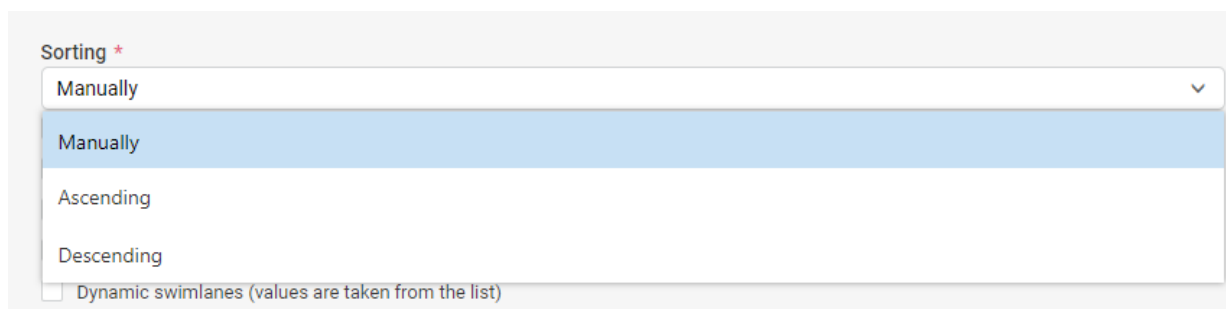 Sorting *
Manually
Manually
Ascending
Descending
Dynamic swimlanes (values are taken from the list)